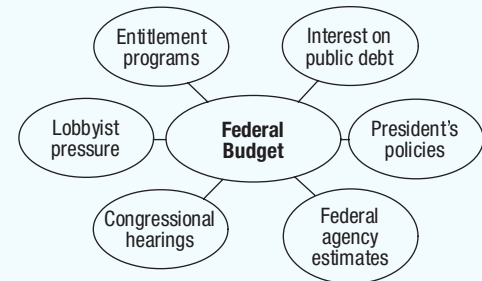 Entitlement
programs
Interest on
public debt
Lobbyist
pressure
Federal
Budget
President's
policies
Congressional
hearings
Federal
agency
estimates